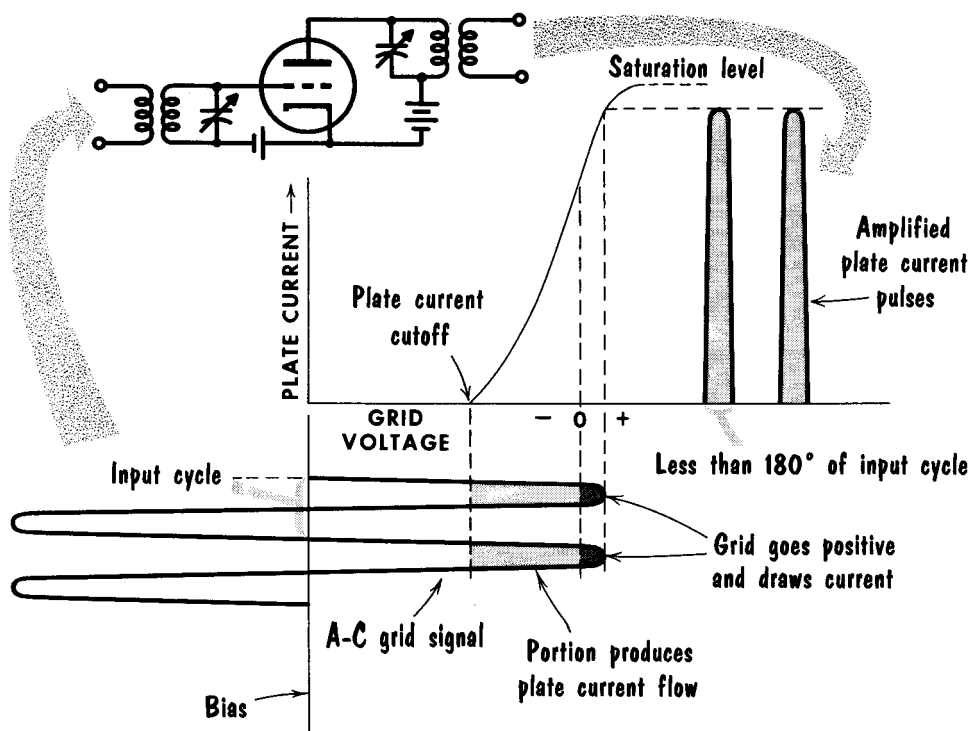 Saturation level
PLATE CURRENT →
Plate current
cutoff
Amplified
plate current
pulses
GRID
VOLTAGE
− 0 +
Less than 180° of input cycle
Input cycle
Grid goes positive
and draws current
A-C grid signal
Portion produces
plate current flow
Bias